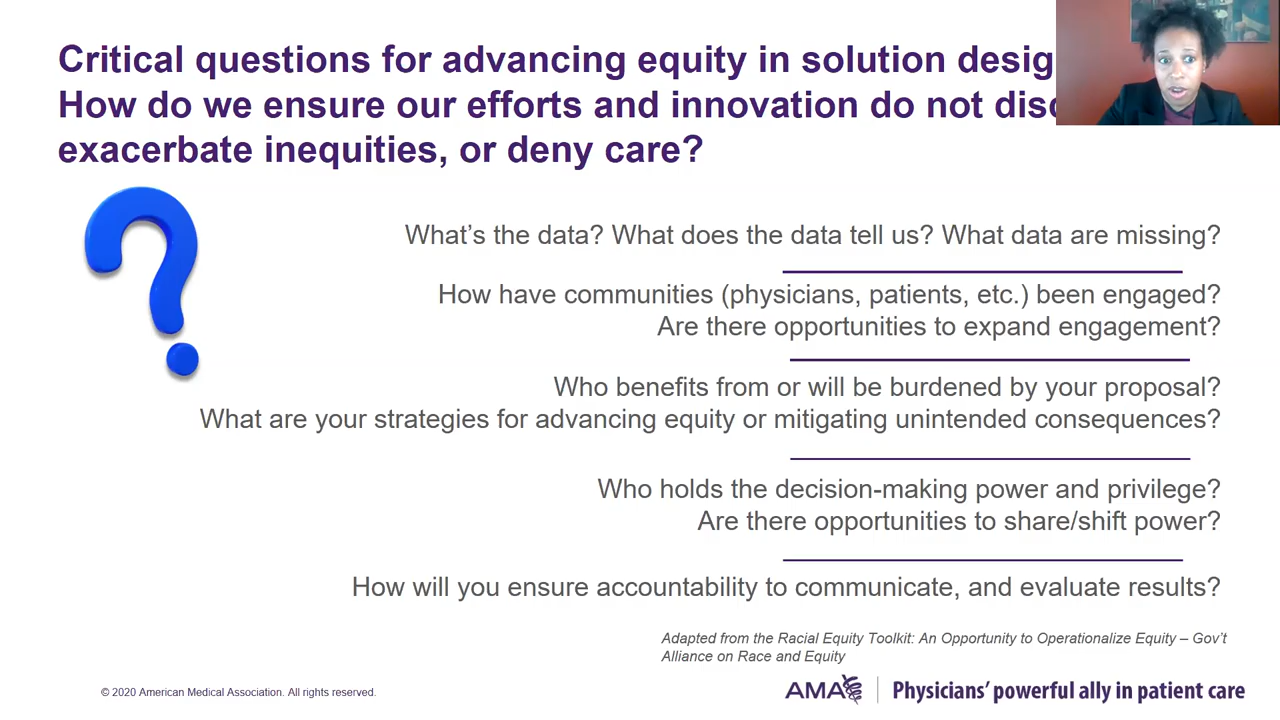 Critical questions for advancing equity in solution desig
How do we ensure our efforts and innovation do not
exacerbate inequities, or deny care?
What’s the data? What does the data tell us? What data are missing?
How have communities (physicians, patients, etc.) been engaged?
Are there opportunities to expand engagement?
Who benefits from or will be burdened by your proposal?
What are your strategies for advancing equity or mitigating unintended consequences?
Who holds the decision-making power and privilege?
Are there opportunities to share/shift power?
How will you ensure accountability to communicate, and evaluate results?
Adapted from the Racial Equity Toolkit: An Opportunity to Operationalize Equity – Gov’t
Alliance on Race and Equity
© 2020 American Medical Association. All rights reserved.
AMA Physicians’ powerful ally in patient care